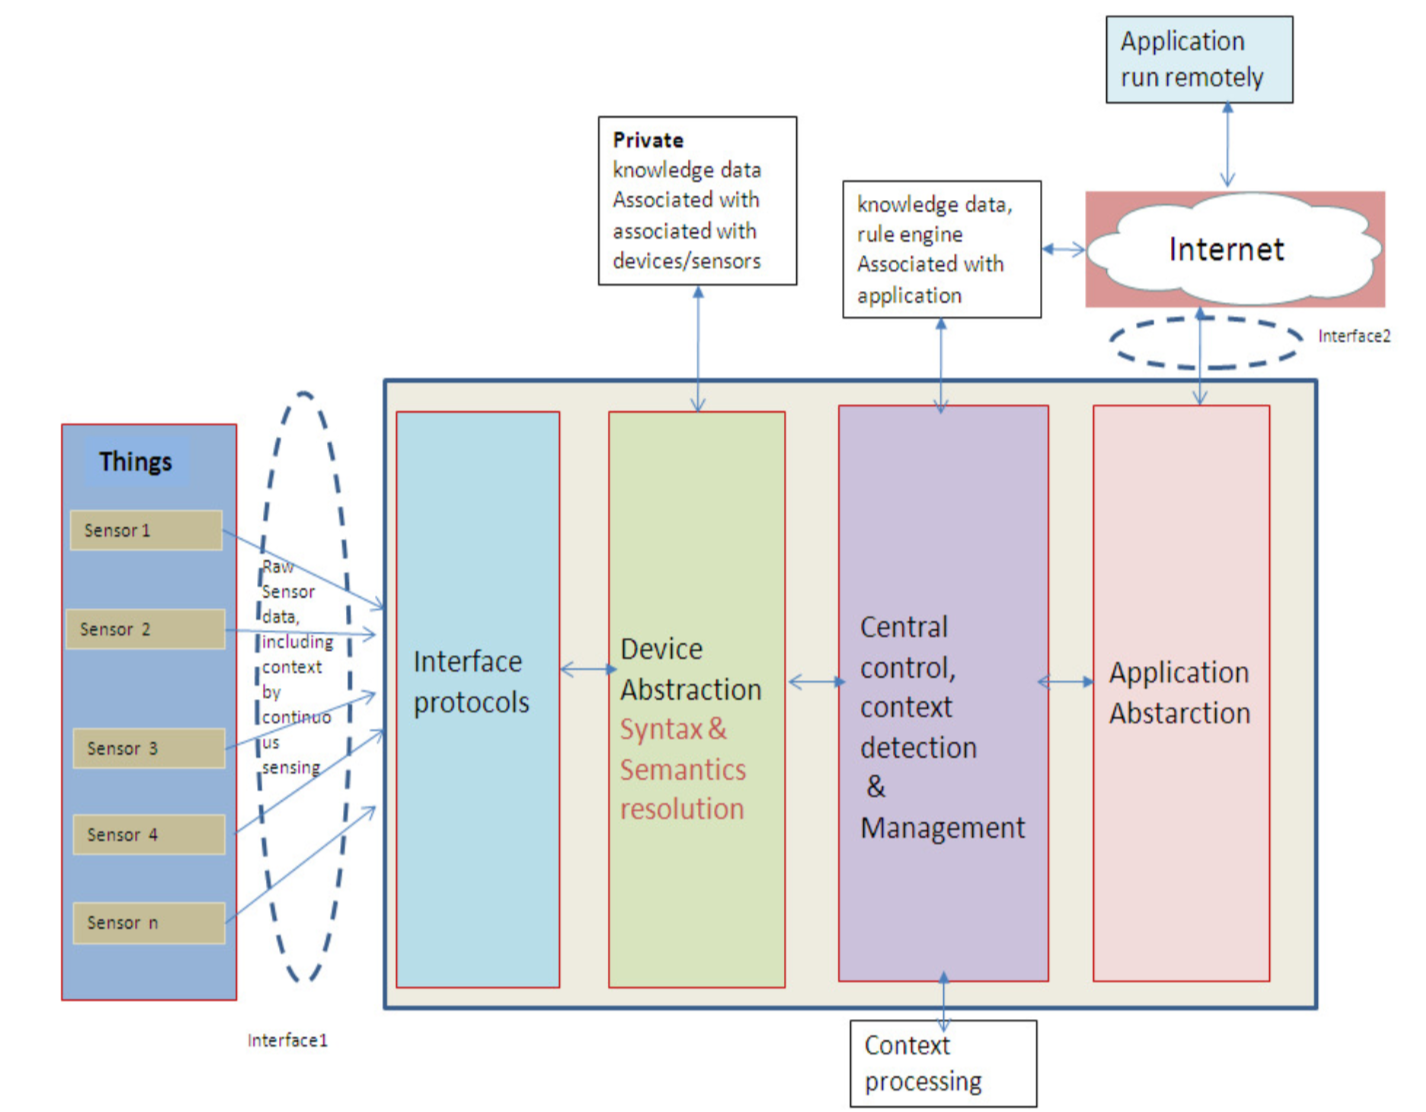 Application
run remotely
Private
knowledge data
Associated with
associated with
devices/sensors
knowledge data,
rule engine
Associated with
application
Internet
Interface2
Things
Sensor 1
Sensor 2
Sensor 3
Sensor 4
Sensor n
Raw
Sensor
data,
including
context
by
continuo
us
sensing
Interface1
Interface
protocols
Device
Abstraction
Syntax &
Semantics
resolution
Central
control,
context
detection
&
Management
Application
Abstarction
Context
processing